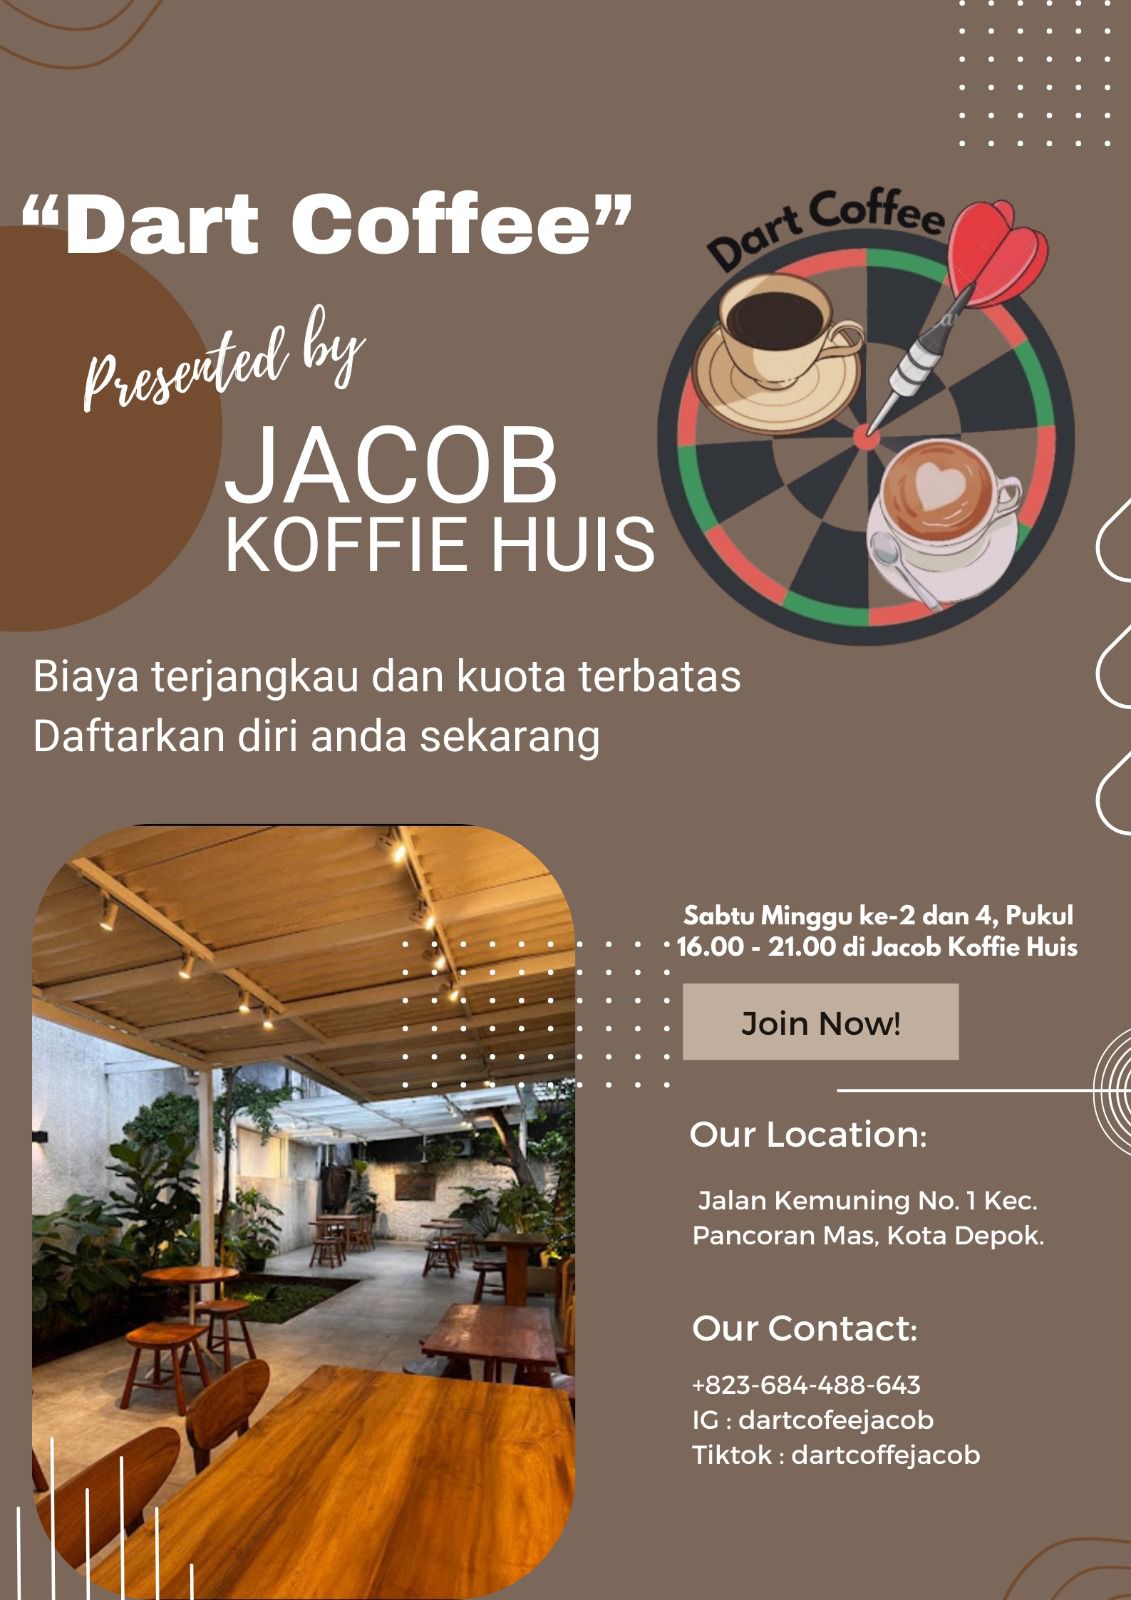 “Dart Coffee”
Dart Coffee
Presented by
JACOB
KOFFIE HUIS
Biaya terjangkau dan kuota terbatas
Daftarkan diri anda sekarang
Sabtu Minggu ke-2 dan 4, Pukul
16.00 - 21.00 di Jacob Koffie Huis
Join Now!
Our Location:
Jalan Kemuning No. 1 Kec.
Pancoran Mas, Kota Depok.
Our Contact:
+823-684-488-643
IG : dartcofeejacob
Tiktok : dartcoffejacob